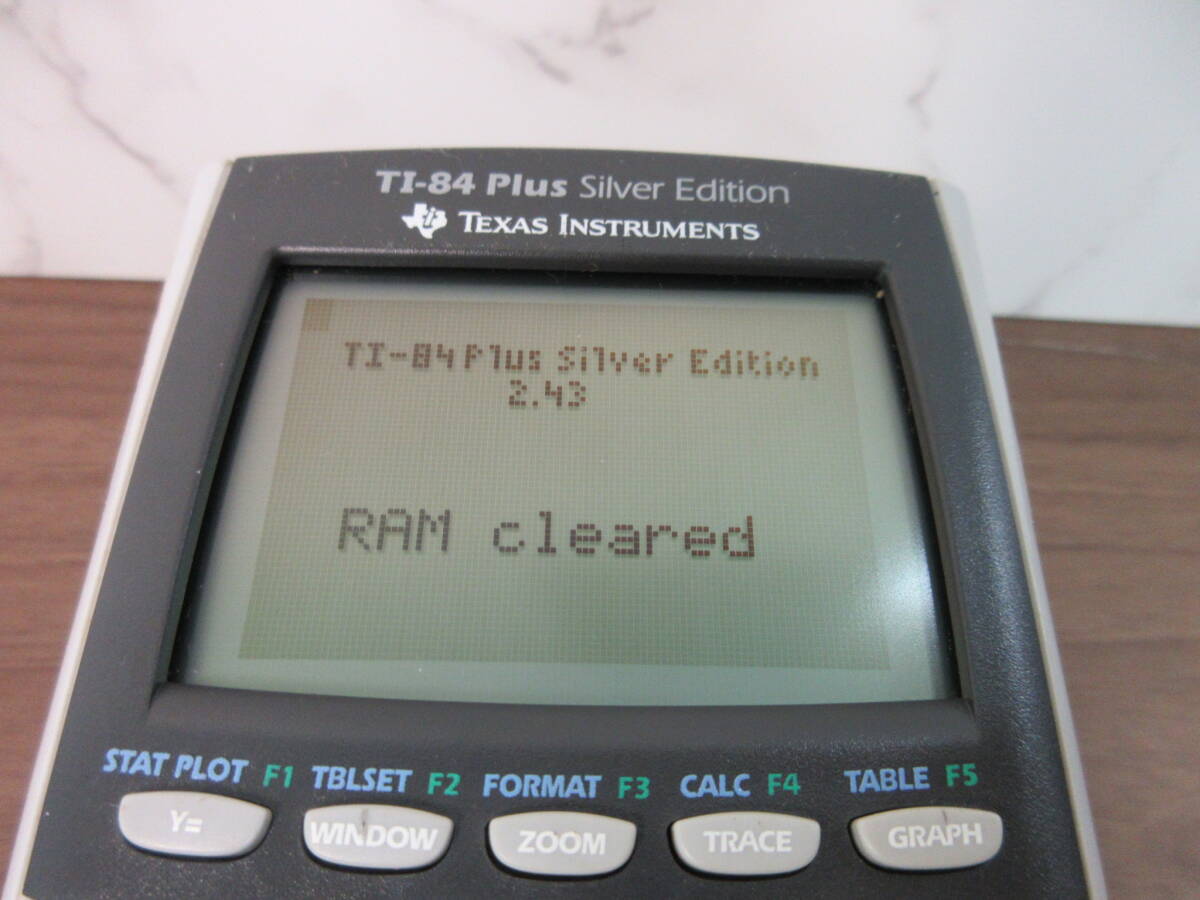 TI-84 Plus Silver Edition
TEXAS INSTRUMENTS
TI-84 Plus Silver Edition
2.43
RAM cleared
STAT PLOT F1 TBLSET F2 FORMAT F3 CALC F4 TABLE F5
Y= WINDOW ZOOM TRACE GRAPH